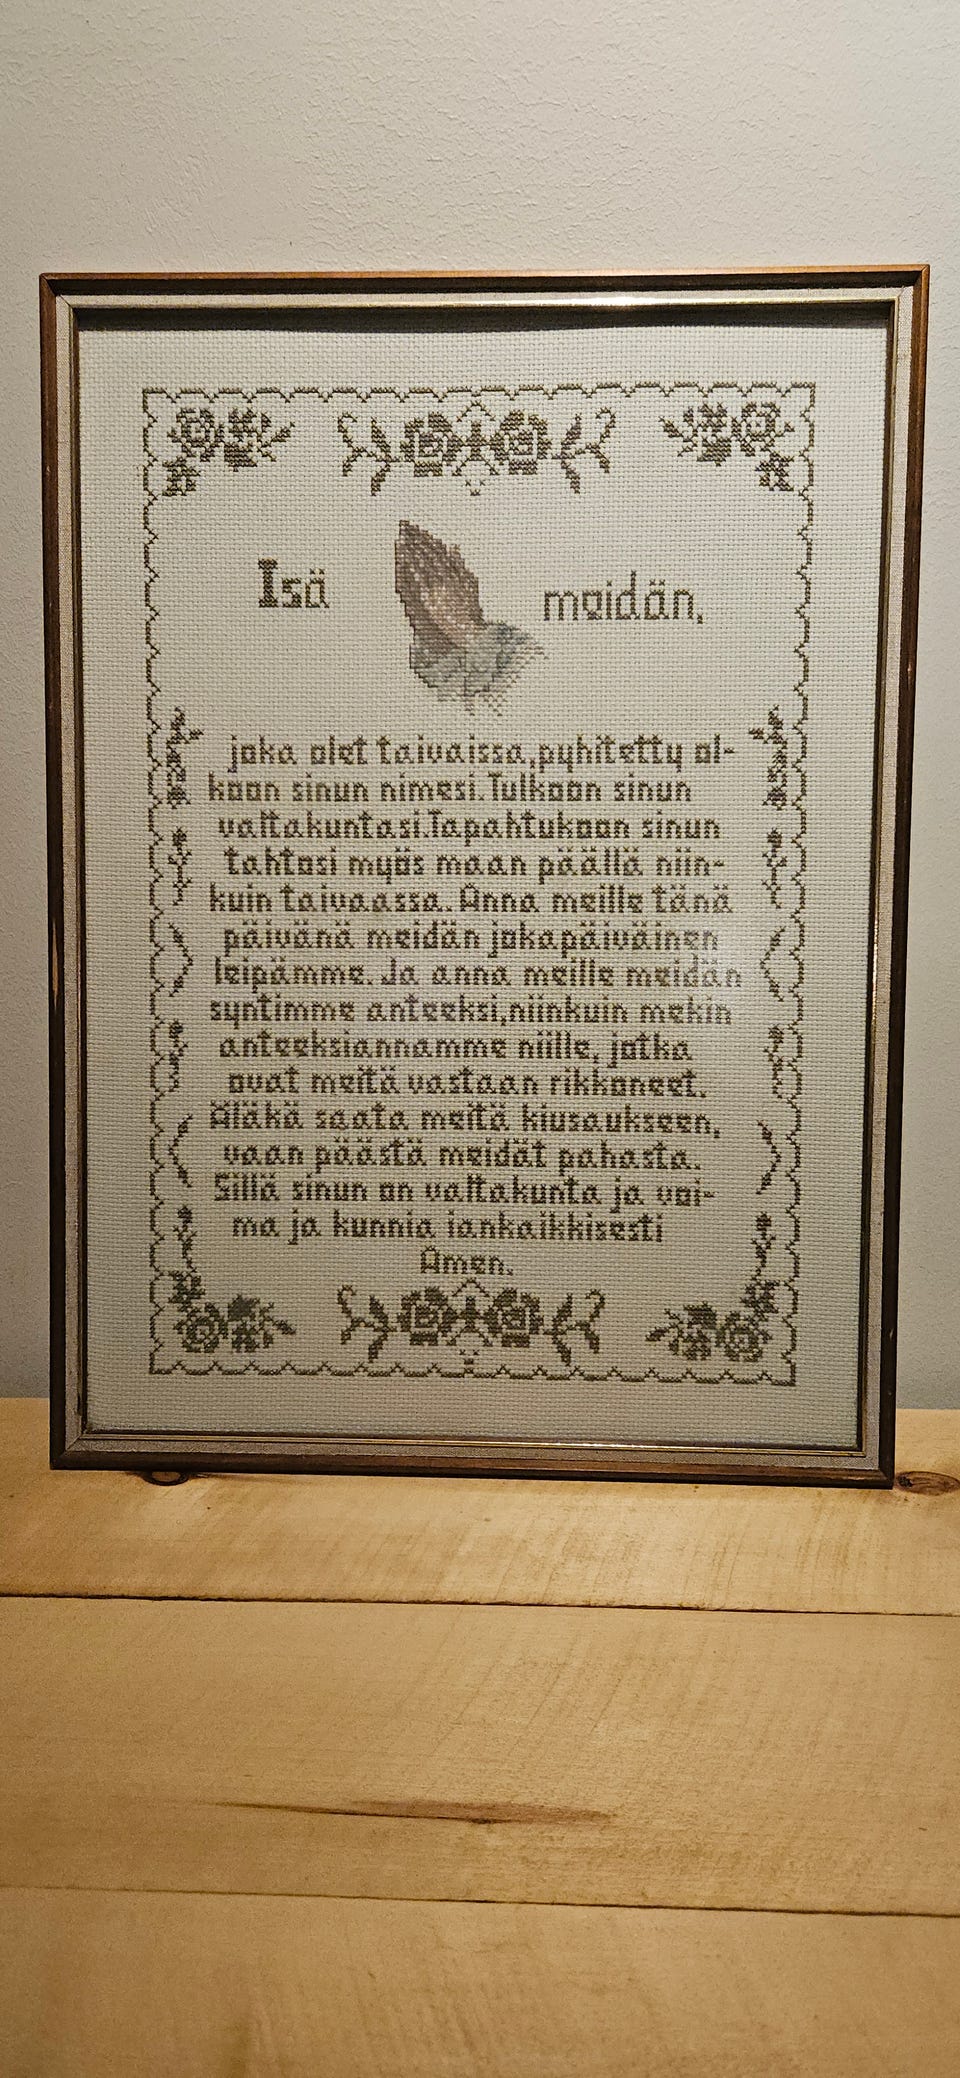 Isä meidän,
joka olet taivaissa,pyhitetty ol-
koon sinun nimesi.Tulkoon sinun
valtakuntasi.Tapahtukoon sinun
tahtosi myös maan päällä niin-
kuin taivaassa. Anna meille tänä
päivänä meidän jokapäiväinen
leipämme. Ja anna meille meidän
syntimme anteeksi,niinkuin mekin
anteeksiannamme niille, jotka
ovat meitä vastaan rikkoneet.
Äläkä saata meitä kiusaukseen,
vaan päästä meidät pahasta.
Sillä sinun on valtakunta ja voi-
ma ja kunnia iankaikkisesti
Amen.